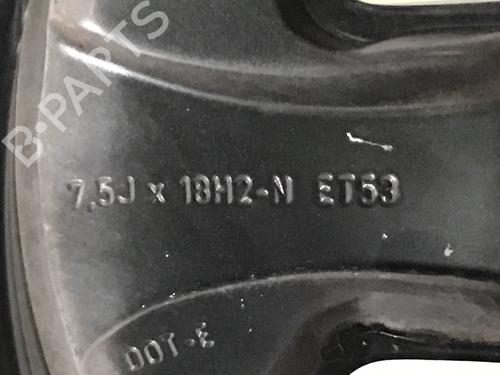 B-PARTS
7,5J x 18H2-N ET53
DOT-E